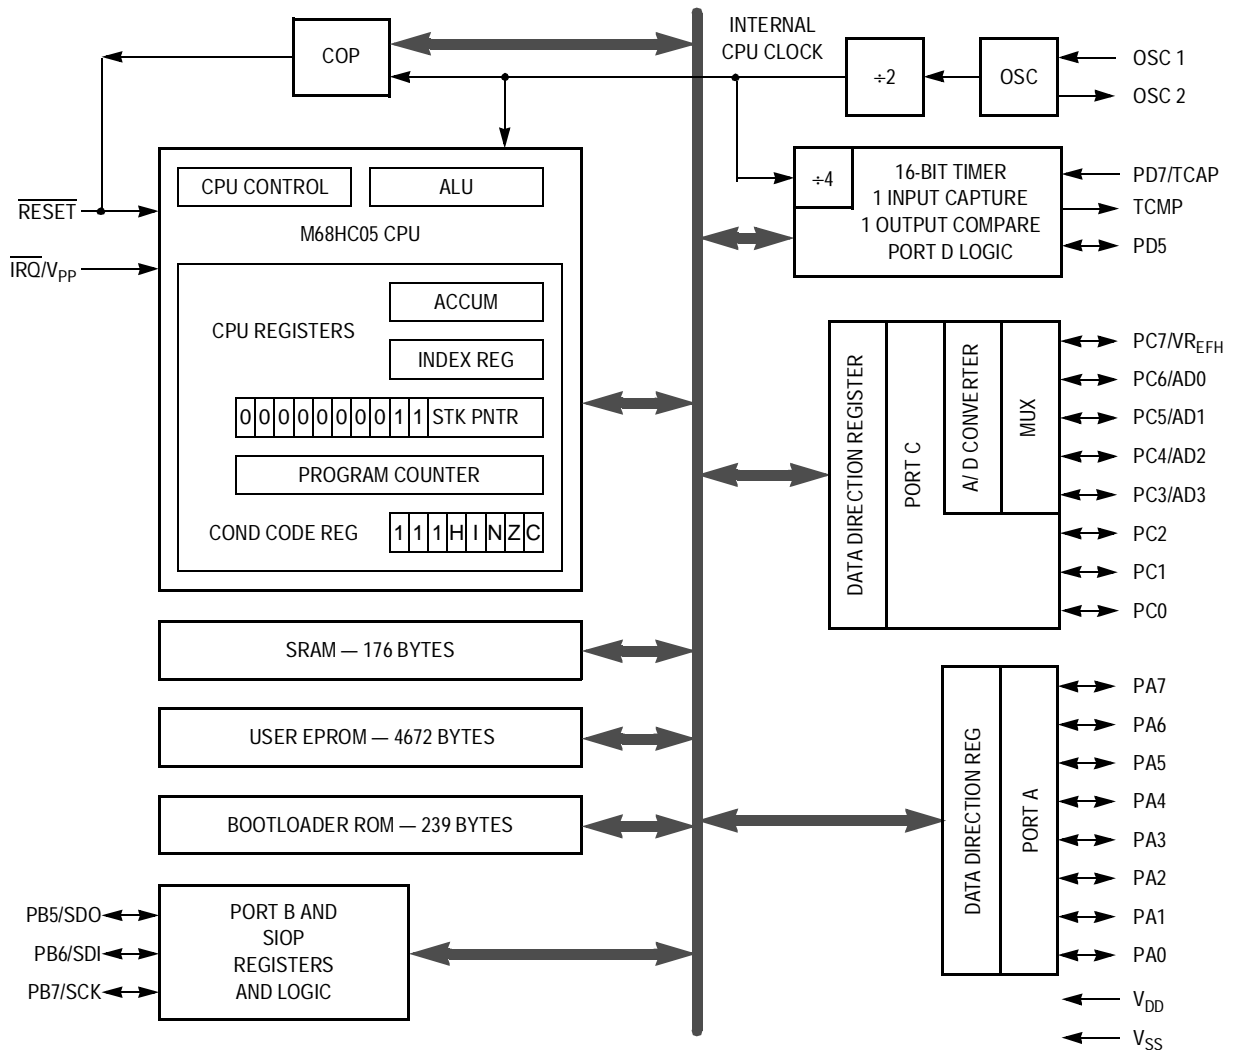 INTERNAL
CPU CLOCK
COP
÷2
OSC
OSC 1
OSC 2
CPU CONTROL
ALU
M68HC05 CPU
RESET
IRQ/VPP
CPU REGISTERS
ACCUM
INDEX REG
0 0 0 0 0 0 0 0 1 1 STK PNTR
PROGRAM COUNTER
COND CODE REG
1 1 1 H I N Z C
÷4
16-BIT TIMER
1 INPUT CAPTURE
1 OUTPUT COMPARE
PORT D LOGIC
PD7/TCAP
TCMP
PD5
DATA DIRECTION REGISTER
PORT C
A/D CONVERTER
MUX
PC7/VREFH
PC6/AD0
PC5/AD1
PC4/AD2
PC3/AD3
PC2
PC1
PC0
SRAM — 176 BYTES
USER EPROM — 4672 BYTES
BOOTLOADER ROM — 239 BYTES
PORT B AND
SIOP
REGISTERS
AND LOGIC
PB5/SDO
PB6/SDI
PB7/SCK
DATA DIRECTION REG
PORT A
PA7
PA6
PA5
PA4
PA3
PA2
PA1
PA0
VDD
VSS